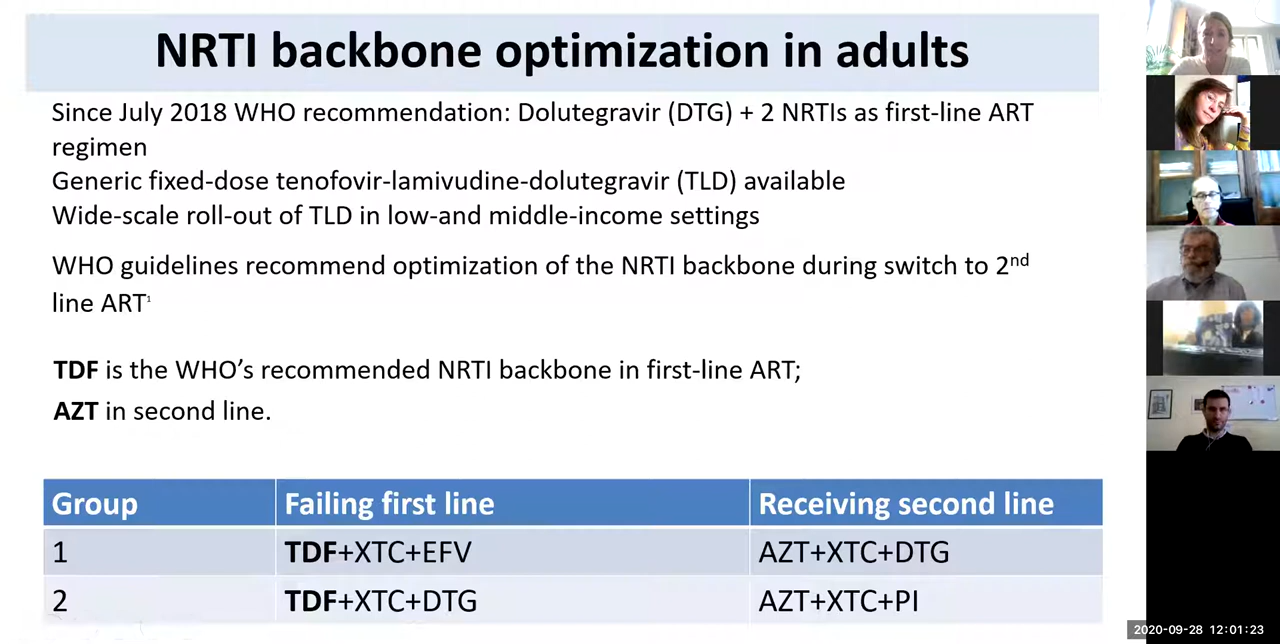 NRTI backbone optimization in adults
Since July 2018 WHO recommendation: Dolutegravir (DTG) + 2 NRTIs as first-line ART
regimen
Generic fixed-dose tenofovir-lamivudine-dolutegravir (TLD) available
Wide-scale roll-out of TLD in low-and middle-income settings
WHO guidelines recommend optimization of the NRTI backbone during switch to 2nd
line ART1
TDF is the WHO’s recommended NRTI backbone in first-line ART;
AZT in second line.
Group Failing first line Receiving second line
1 TDF+XTC+EFV AZT+XTC+DTG
2 TDF+XTC+DTG AZT+XTC+PI
2020-09-28 12:01:23